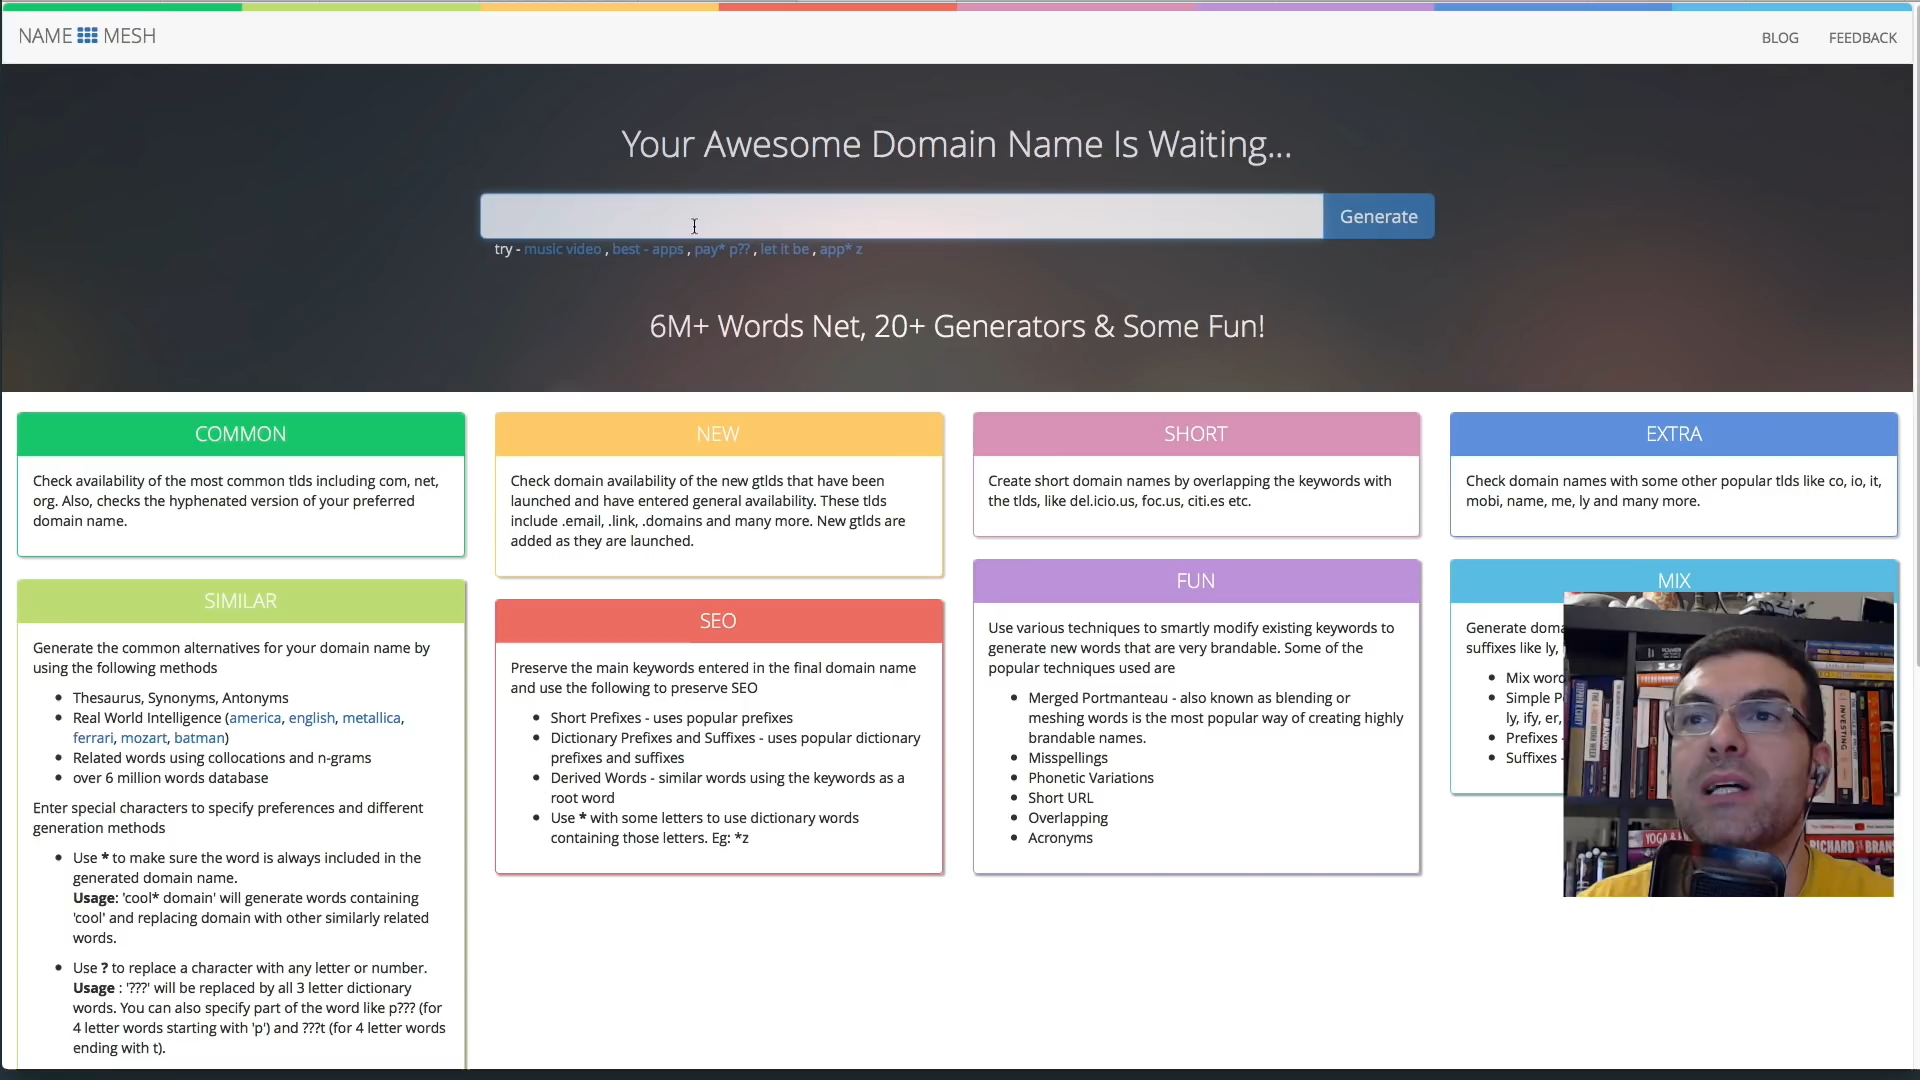 NAME MESH
BLOG
FEEDBACK
Your Awesome Domain Name Is Waiting...
Generate
try - music video , best - apps , pay* p?? , let it be , app* z
6M+ Words Net, 20+ Generators & Some Fun!
COMMON
Check availability of the most common tlds including com, net,
org. Also, checks the hyphenated version of your preferred
domain name.
SIMILAR
Generate the common alternatives for your domain name by
using the following methods
Thesaurus, Synonyms, Antonyms
Real World Intelligence (america, english, metallica,
ferrari, mozart, batman)
Related words using collocations and n-grams
over 6 million words database
Enter special characters to specify preferences and different
generation methods
Use * to make sure the word is always included in the
generated domain name.
Usage: 'cool* domain' will generate words containing
'cool' and replacing domain with other similarly related
words.
Use ? to replace a character with any letter or number.
Usage : '???' will be replaced by all 3 letter dictionary
words. You can also specify part of the word like p??? (for
4 letter words starting with 'p') and ???t (for 4 letter words
ending with t).
NEW
Check domain availability of the new gtlds that have been
launched and have entered general availability. These tlds
include .email, .link, .domains and many more. New gtlds are
added as they are launched.
SEO
Preserve the main keywords entered in the final domain name
and use the following to preserve SEO
Short Prefixes - uses popular prefixes
Dictionary Prefixes and Suffixes - uses popular dictionary
prefixes and suffixes
Derived Words - similar words using the keywords as a
root word
Use * with some letters to use dictionary words
containing those letters. Eg: *z
SHORT
Create short domain names by overlapping the keywords with
the tlds, like del.icio.us, foc.us, citi.es etc.
FUN
Use various techniques to smartly modify existing keywords to
generate new words that are very brandable. Some of the
popular techniques used are
Merged Portmanteau - also known as blending or
meshing words is the most popular way of creating highly
brandable names.
Misspellings
Phonetic Variations
Short URL
Overlapping
Acronyms
EXTRA
Check domain names with some other popular tlds like co, io, it,
mobi, name, me, ly and many more.
MIX
Generate doma
suffixes like ly,
Mix word
Simple P
ly, ify, er,
Prefixes -
Suffixes -
INVESTING
YOGA &
RICHARD BRAN